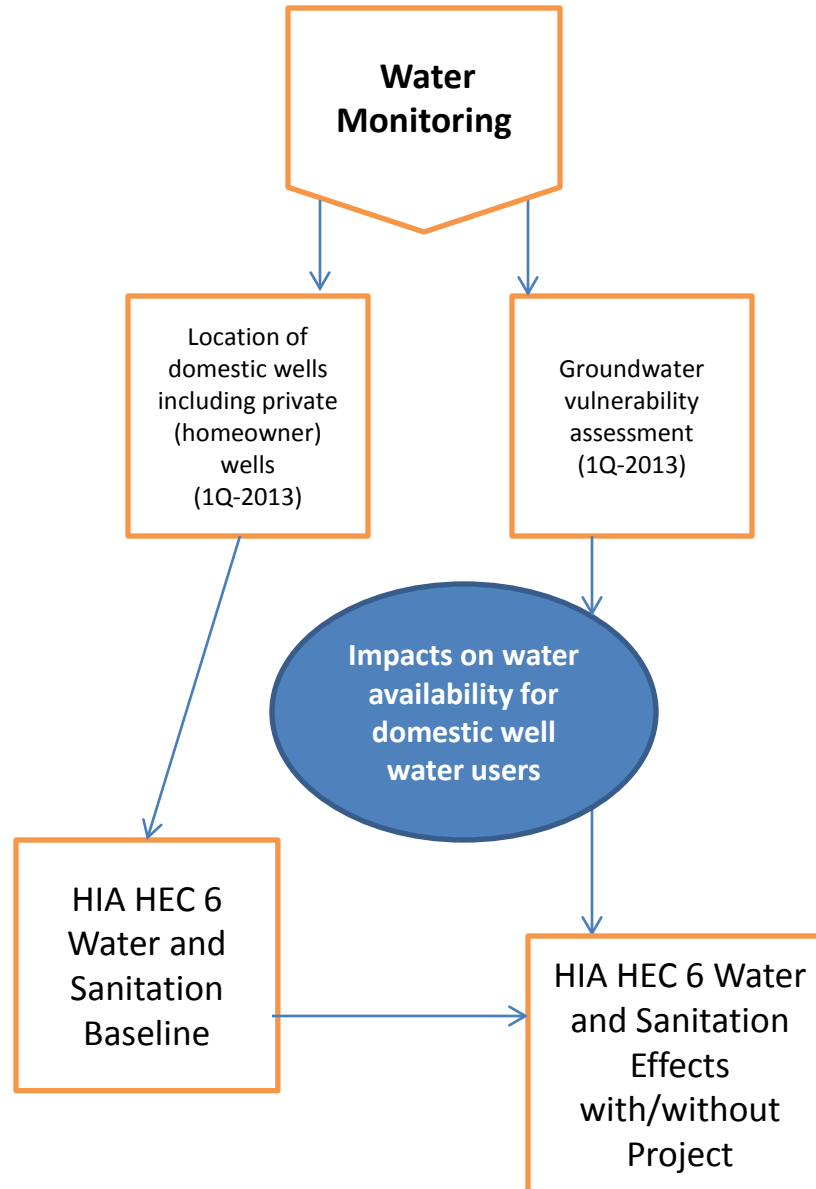 Water
Monitoring
Location of
domestic wells
including private
(homeowner)
wells
(1Q-2013)
Groundwater
vulnerability
assessment
(1Q-2013)
Impacts on water
availability for
domestic well
water users
HIA HEC 6
Water and
Sanitation
Baseline
HIA HEC 6 Water
and Sanitation
Effects
with/without
Project